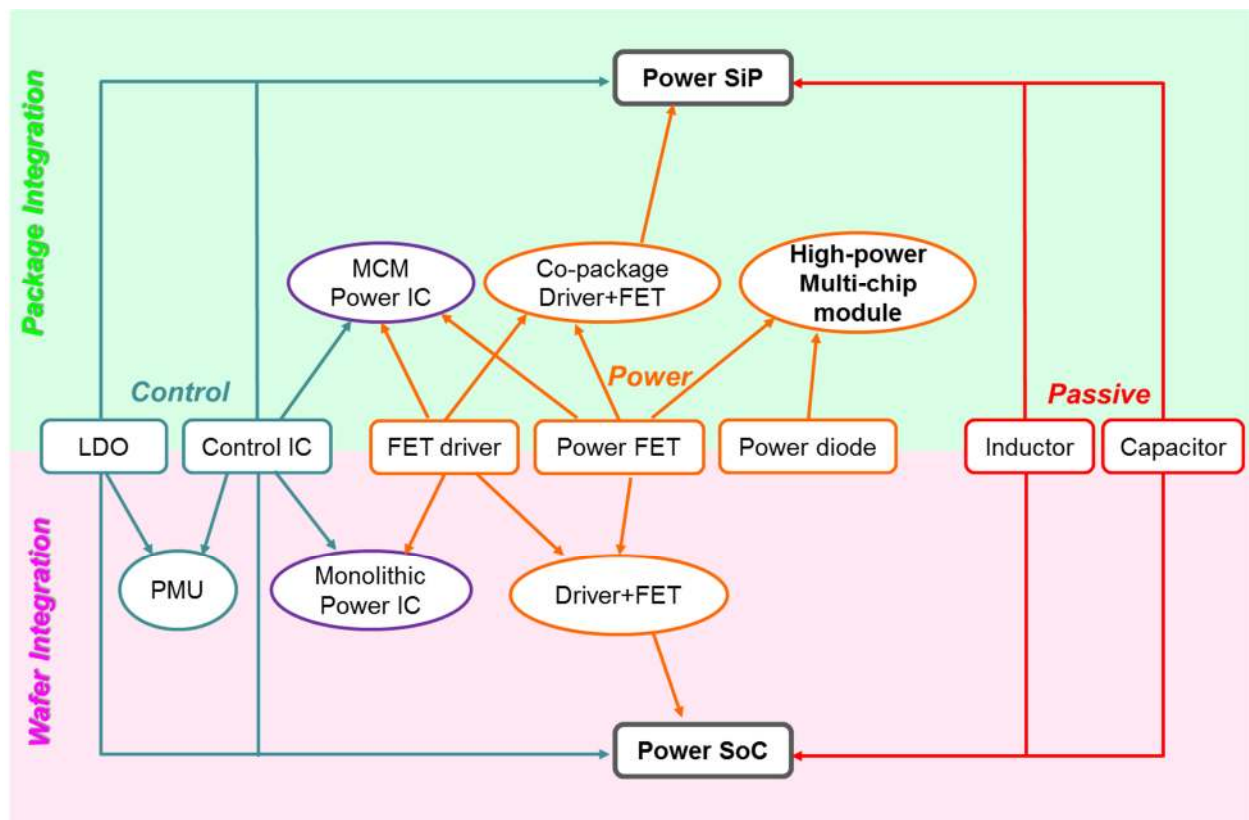 Package Integration
Power SiP
MCM
Power IC
Co-package
Driver+FET
High-power
Multi-chip
module
Control
Power
Passive
LDO
Control IC
FET driver
Power FET
Power diode
Inductor
Capacitor
Wafer Integration
PMU
Monolithic
Power IC
Driver+FET
Power SoC